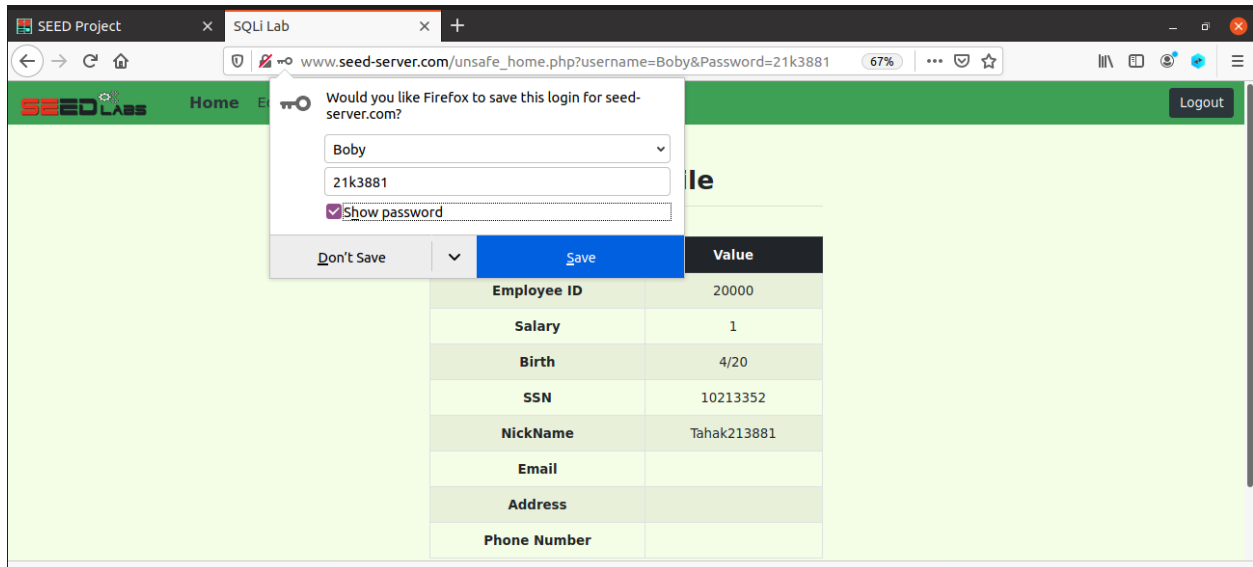 SEED Project
SQLi Lab
www.seed-server.com/unsafe_home.php?username=Boby&Password=21k3881
67%
SEEDLABS
Home
Logout
Would you like Firefox to save this login for seed-
server.com?
Boby
21k3881
Show password
Don't Save
Save
ile
Value
Employee ID 20000
Salary 1
Birth 4/20
SSN 10213352
NickName Tahak213881
Email
Address
Phone Number